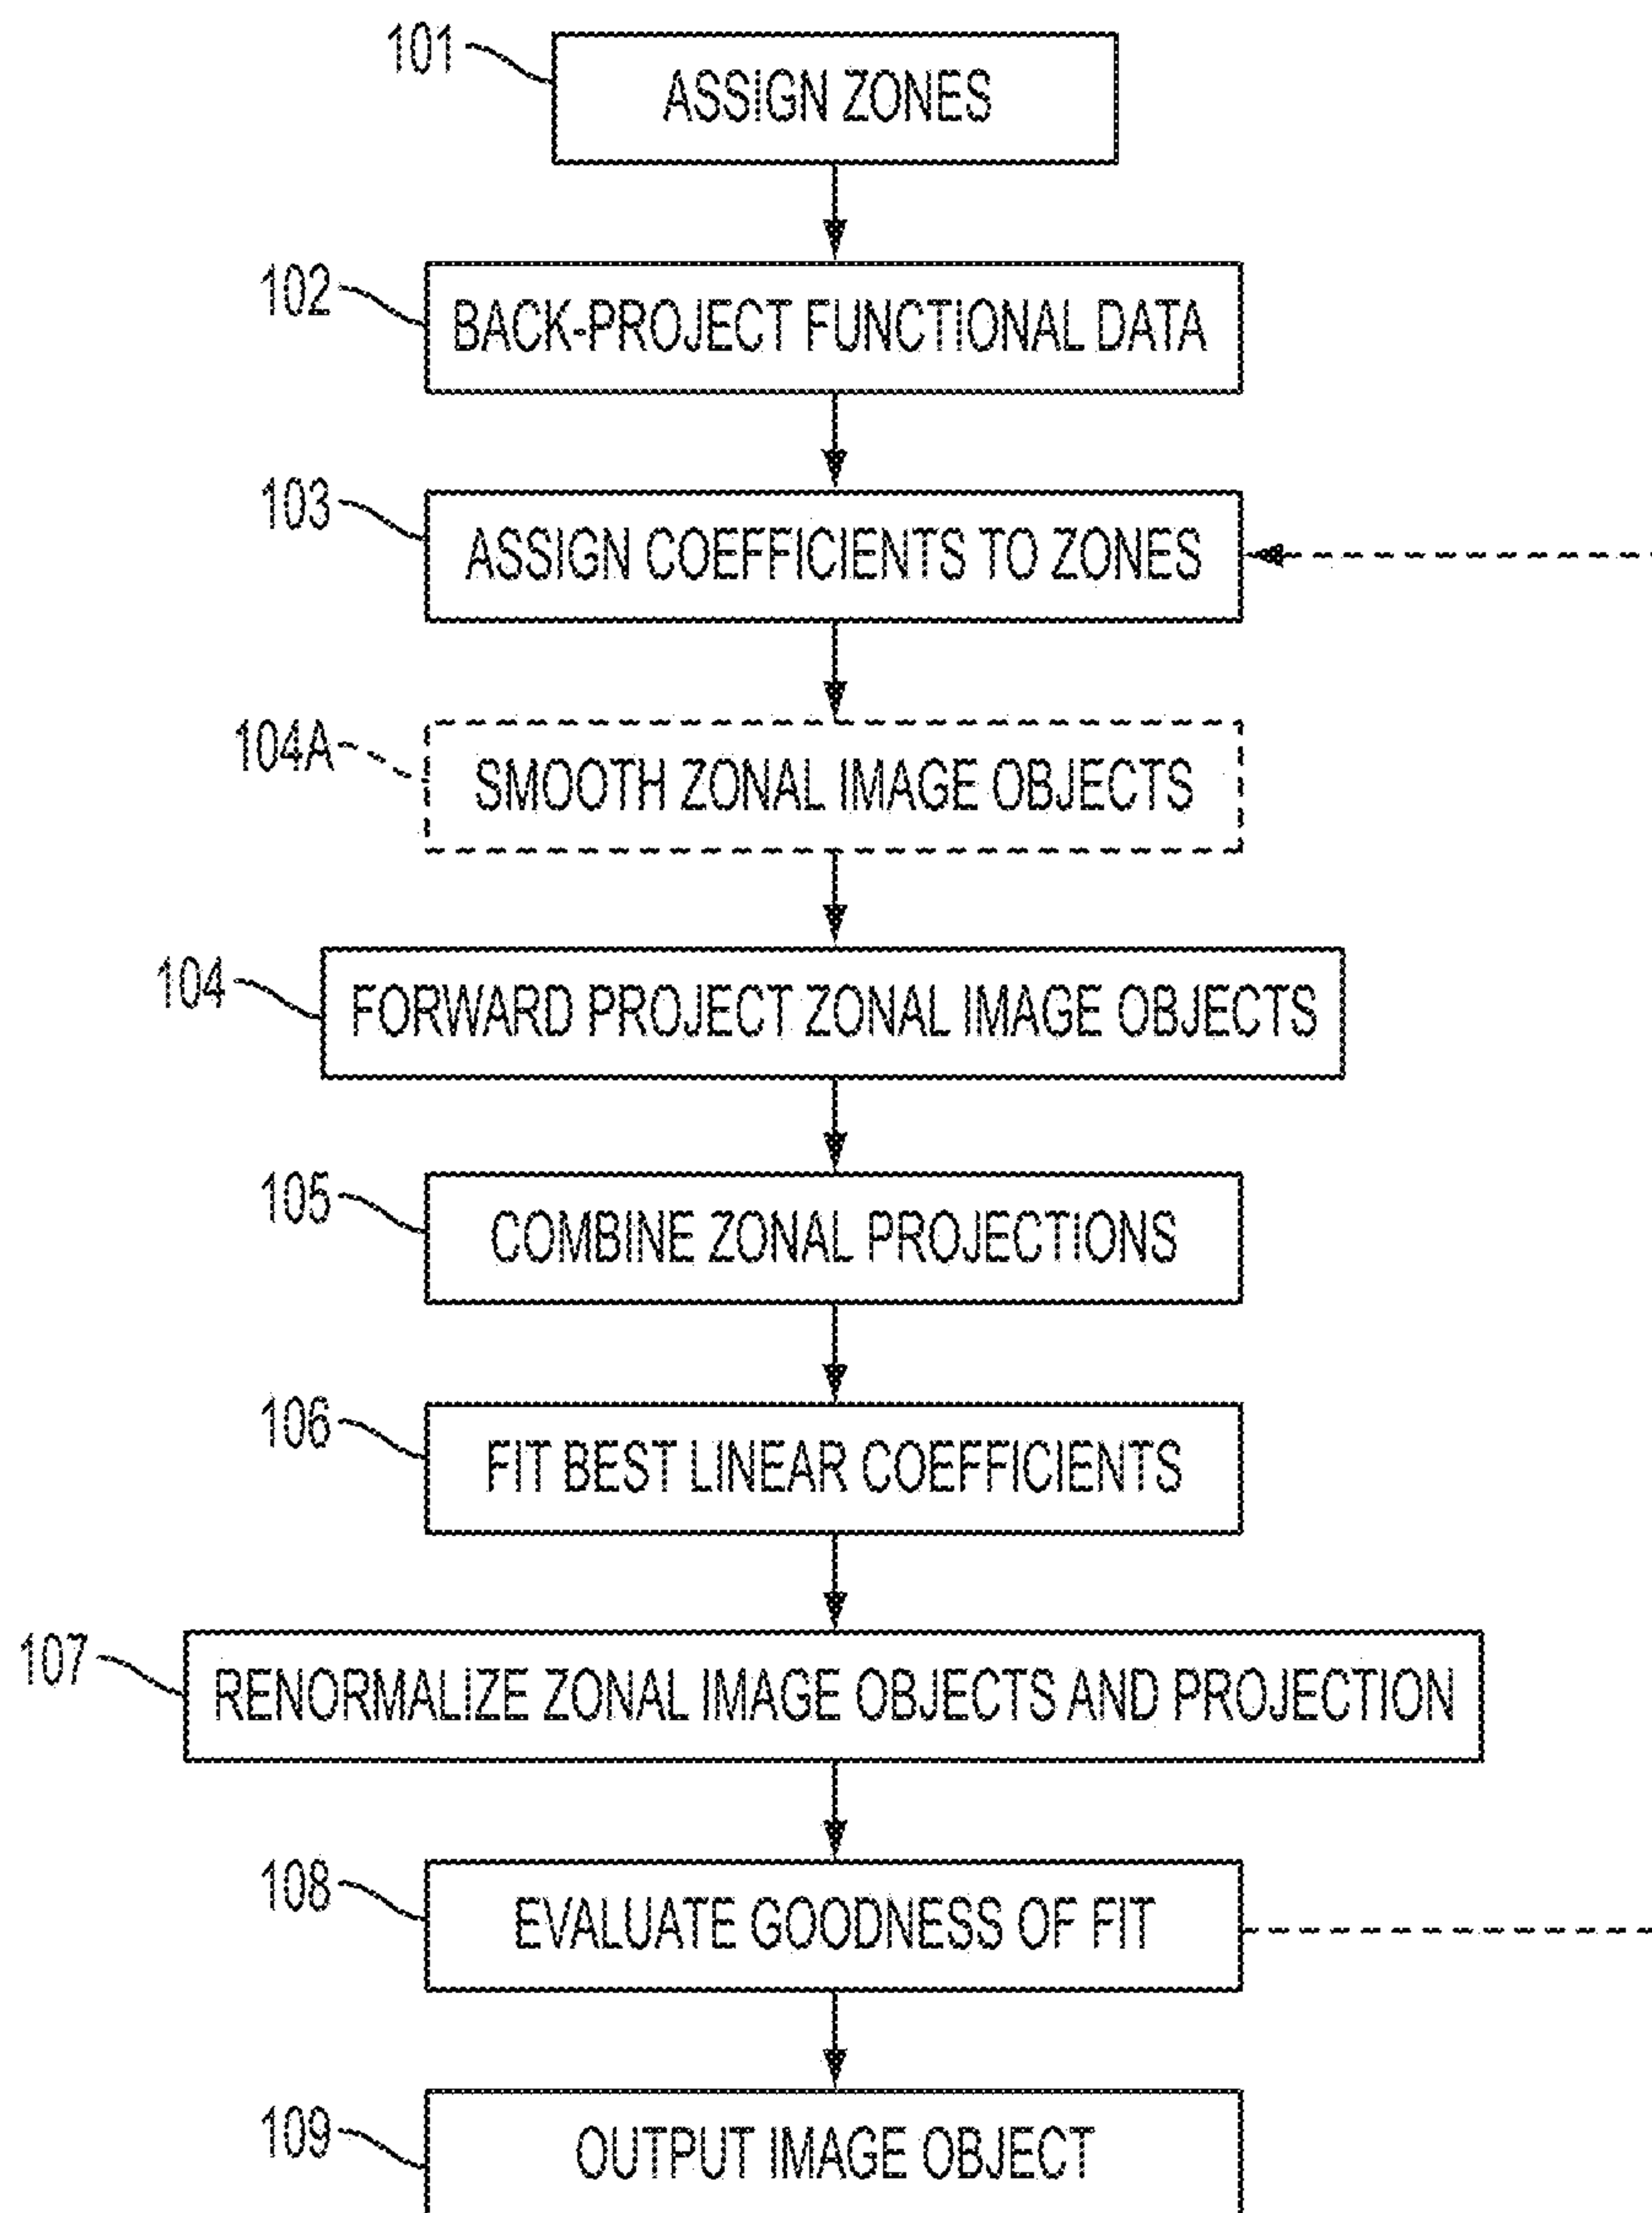 101
ASSIGN ZONES
102
BACK-PROJECT FUNCTIONAL DATA
103
ASSIGN COEFFICIENTS TO ZONES
104A
SMOOTH ZONAL IMAGE OBJECTS
104
FORWARD PROJECT ZONAL IMAGE OBJECTS
105
COMBINE ZONAL PROJECTIONS
106
FIT BEST LINEAR COEFFICIENTS
107
RENORMALIZE ZONAL IMAGE OBJECTS AND PROJECTION
108
EVALUATE GOODNESS OF FIT
109
OUTPUT IMAGE OBJECT